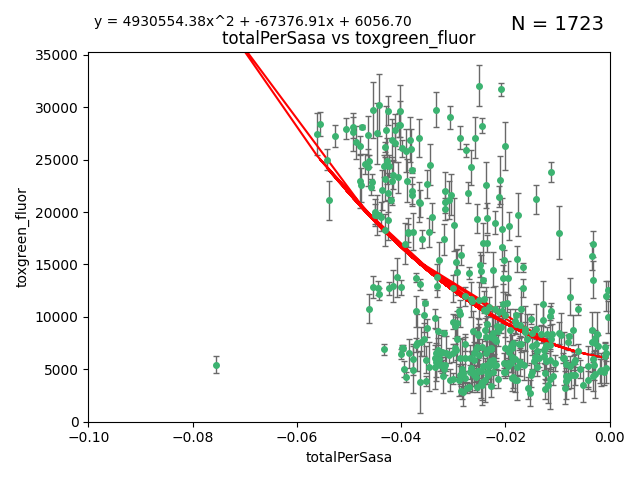 y = 4930554.38x^2 + -67376.91x + 6056.70
N = 1723
totalPerSasa vs toxgreen_fluor
35000
30000
25000
20000
15000
10000
5000
0
toxgreen_fluor
−0.10 −0.08 −0.06 −0.04 −0.02 0.00
totalPerSasa